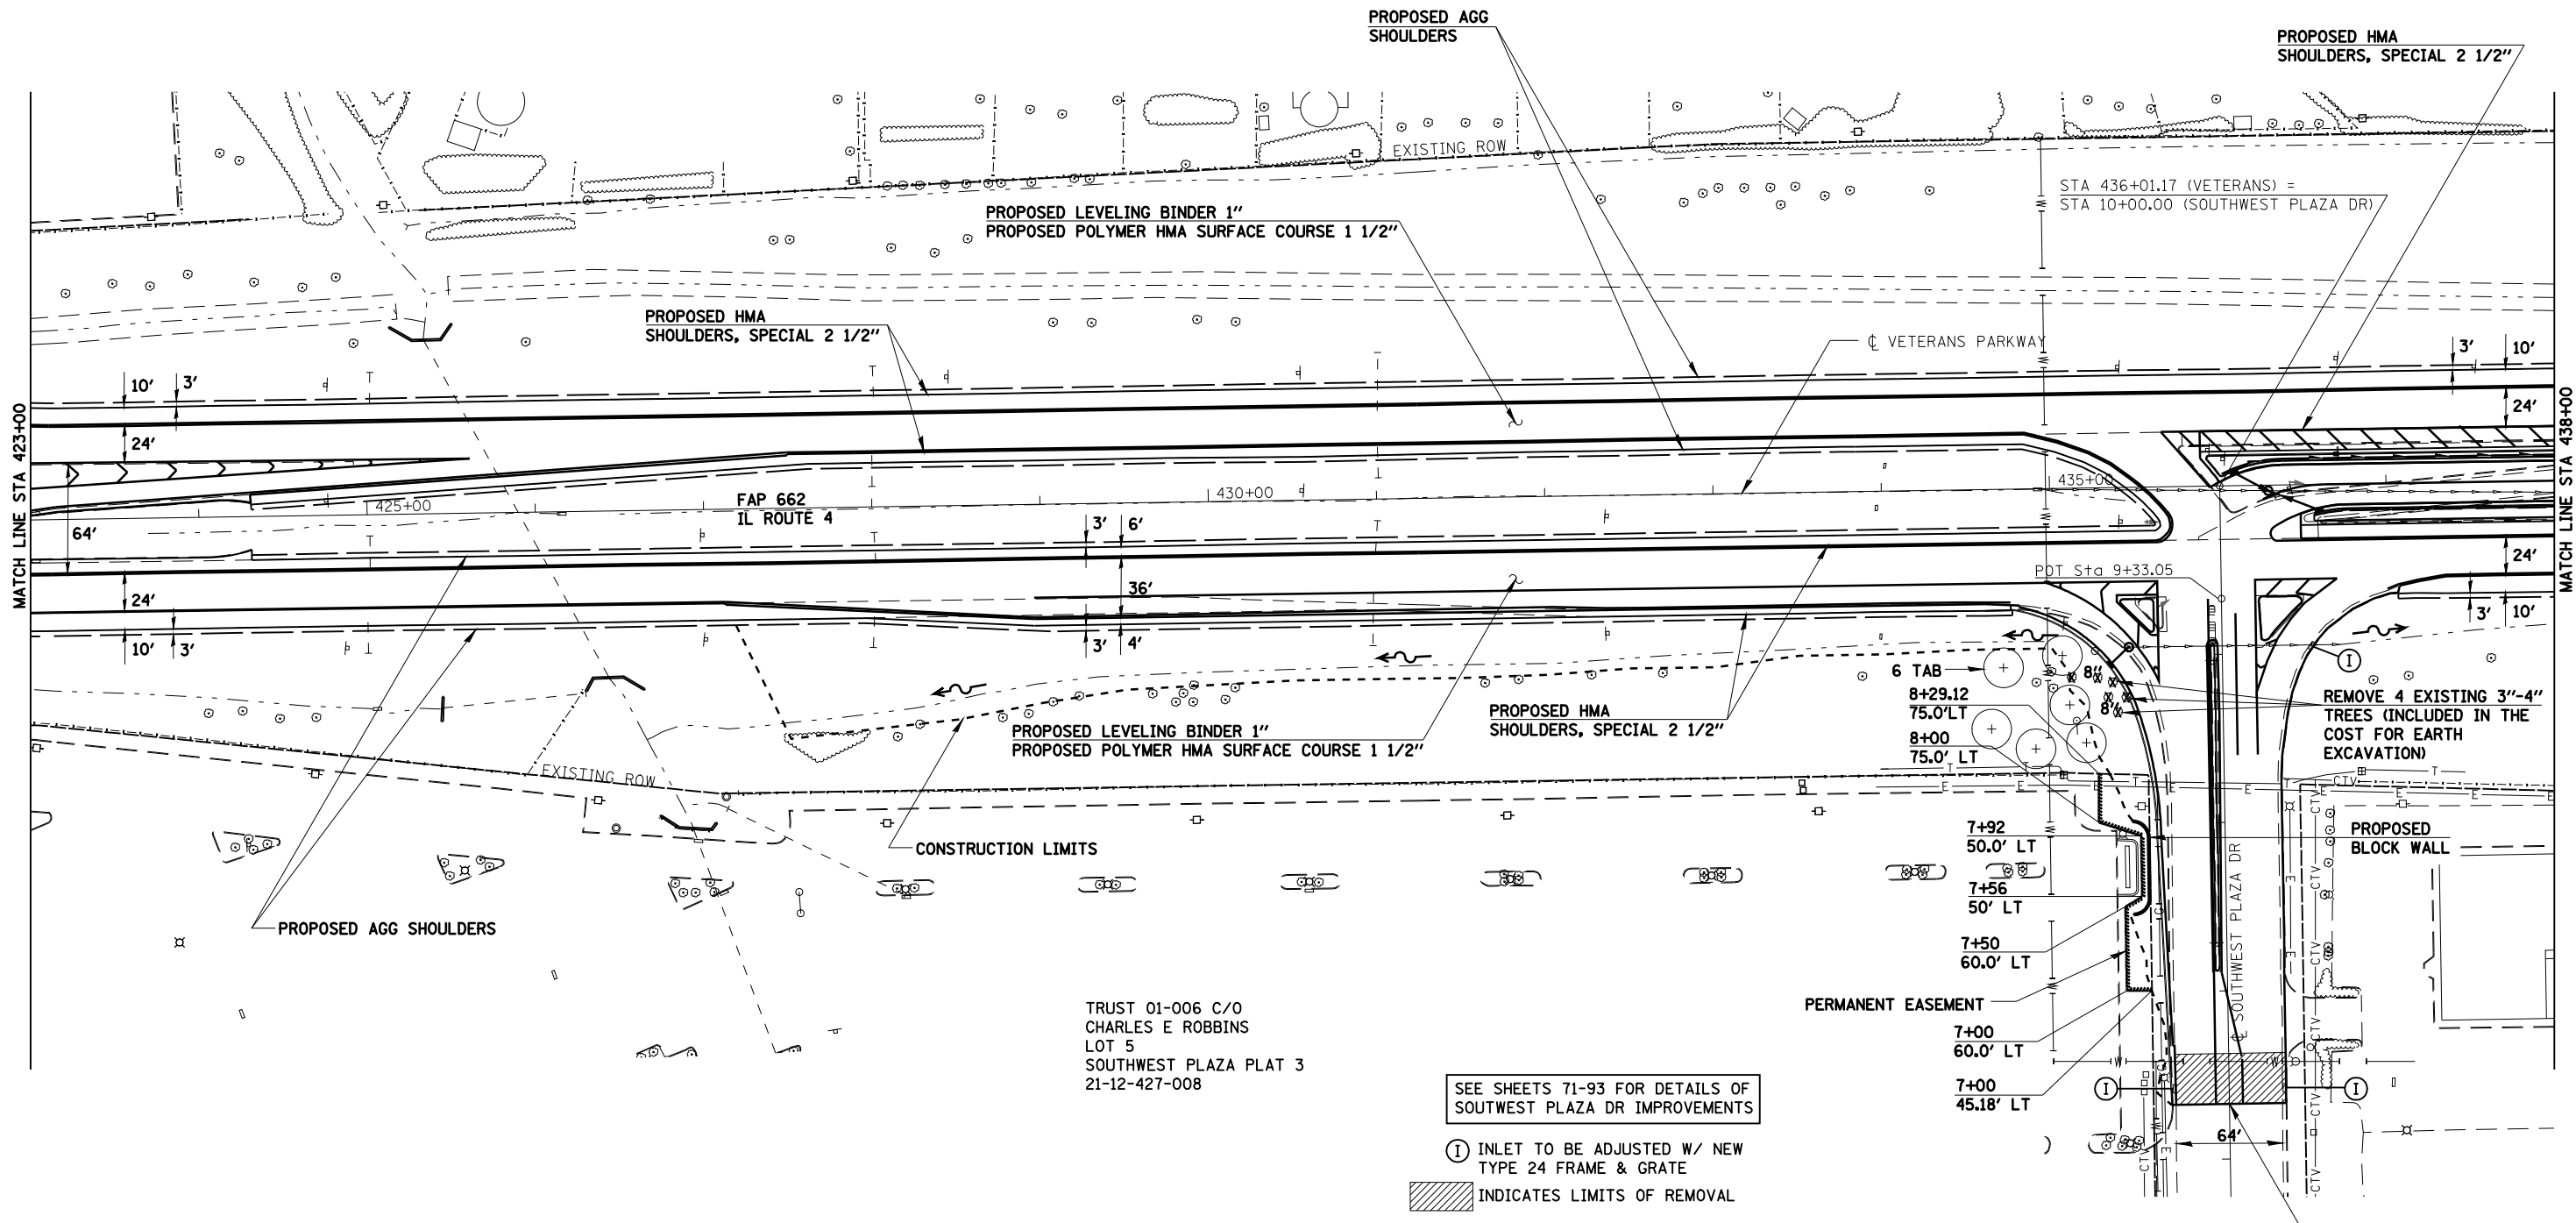 PROPOSED AGG
SHOULDERS
PROPOSED HMA
SHOULDERS, SPECIAL 2 1/2"
EXISTING ROW
STA 436+01.17 (VETERANS) =
STA 10+00.00 (SOUTHWEST PLAZA DR)
PROPOSED LEVELING BINDER 1"
PROPOSED POLYMER HMA SURFACE COURSE 1 1/2"
PROPOSED HMA
SHOULDERS, SPECIAL 2 1/2"
℄ VETERANS PARKWAY
10'
3'
3'
10'
MATCH LINE STA 423+00
24'
24'
MATCH LINE STA 438+00
64'
425+00
FAP 662
IL ROUTE 4
430+00
435+00
3'
6'
24'
36'
24'
POT Sta 9+33.05
10'
3'
3'
4'
3'
10'
6 TAB
8"
8"
I
8+29.12
75.0'LT
8+00
75.0' LT
REMOVE 4 EXISTING 3"-4"
TREES (INCLUDED IN THE
COST FOR EARTH
EXCAVATION)
PROPOSED LEVELING BINDER 1"
PROPOSED POLYMER HMA SURFACE COURSE 1 1/2"
PROPOSED HMA
SHOULDERS, SPECIAL 2 1/2"
EXISTING ROW
T
T
T
T
CTV
E
E
E
E
E
E
E
CONSTRUCTION LIMITS
7+92
50.0' LT
PROPOSED
BLOCK WALL
7+56
50' LT
PROPOSED AGG SHOULDERS
7+50
60.0' LT
℄ SOUTHWEST PLAZA DR
CTV
CTV
CTV
CTV
CTV
E
E
PERMANENT EASEMENT
7+00
60.0' LT
7+00
45.18' LT
TRUST 01-006 C/O
CHARLES E ROBBINS
LOT 5
SOUTHWEST PLAZA PLAT 3
21-12-427-008
W
W
I
I
SEE SHEETS 71-93 FOR DETAILS OF
SOUTWEST PLAZA DR IMPROVEMENTS
64'
I INLET TO BE ADJUSTED W/ NEW
TYPE 24 FRAME & GRATE
INDICATES LIMITS OF REMOVAL
CTV
E
CTV
CTV